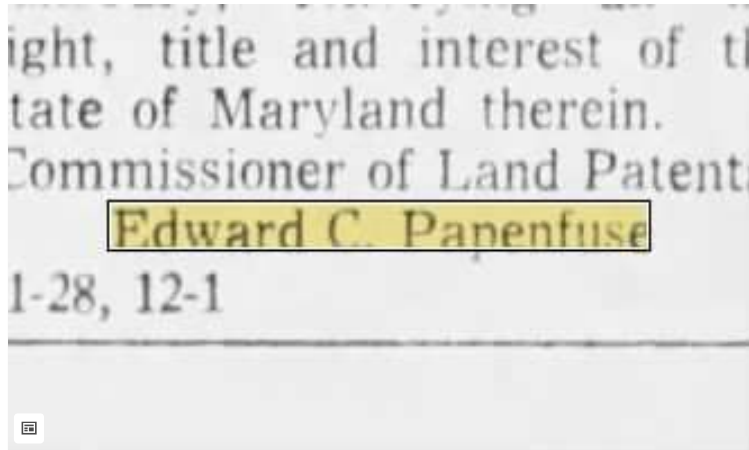 ight, title and interest of t
tate of Maryland therein.
Commissioner of Land Patent
Edward C. Papenfuse
1-28, 12-1